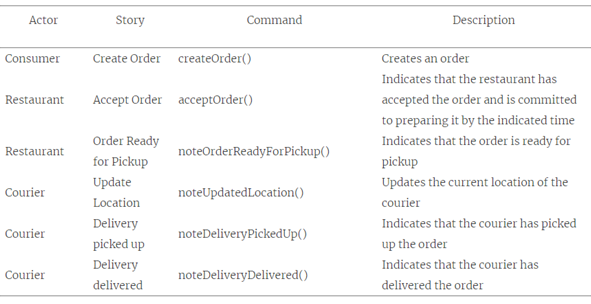 Actor Story Command Description
Consumer Create Order createOrder() Creates an order
Restaurant Accept Order acceptOrder() Indicates that the restaurant has
accepted the order and is committed
to preparing it by the indicated time
Restaurant Order Ready
for Pickup noteOrderReadyForPickup() Indicates that the order is ready for
pickup
Courier Update
Location noteUpdatedLocation() Updates the current location of the
courier
Courier Delivery
picked up noteDeliveryPickedUp() Indicates that the courier has picked
up the order
Courier Delivery
delivered noteDeliveryDelivered() Indicates that the courier has
delivered the order